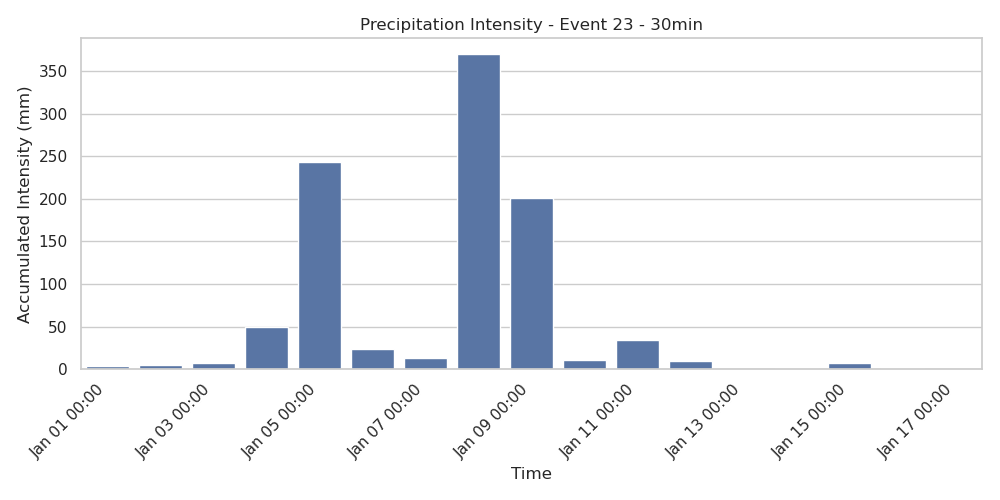 Precipitation Intensity - Event 23 - 30min
Accumulated Intensity (mm)
350
300
250
200
150
100
50
0
Jan 01 00:00
Jan 03 00:00
Jan 05 00:00
Jan 07 00:00
Jan 09 00:00
Jan 11 00:00
Jan 13 00:00
Jan 15 00:00
Jan 17 00:00
Time